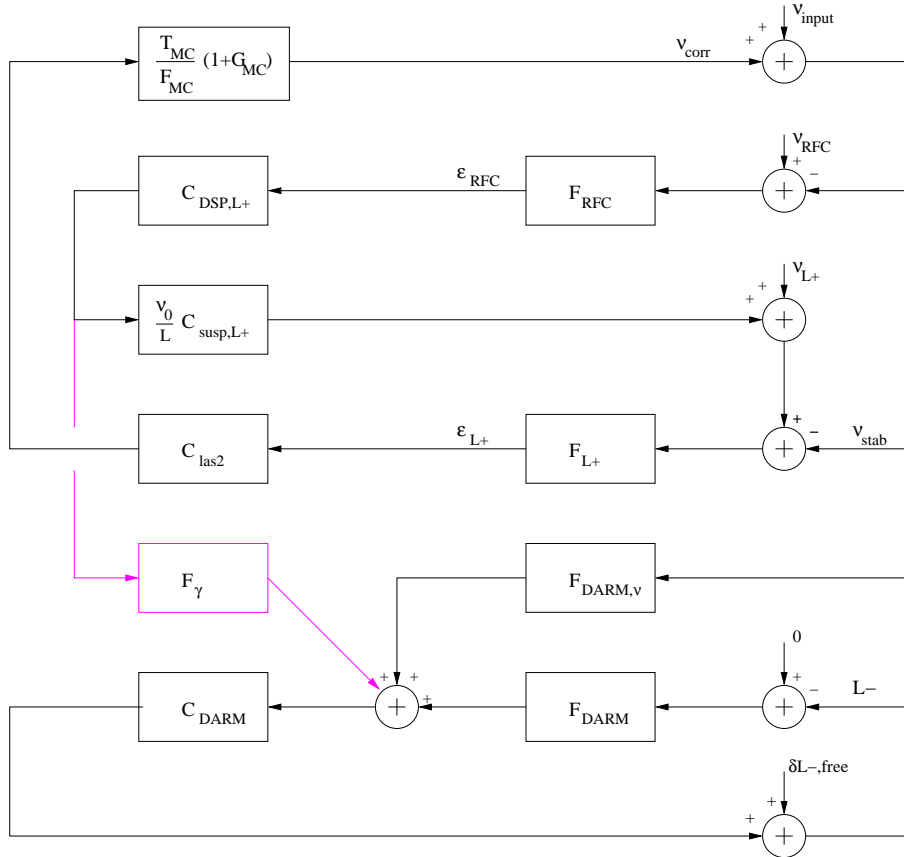 ν_input
T_MC / F_MC (1+G_MC)
ν_corr
+ +
+
ν_RFC
C_DSP,L+
ε_RFC
F_RFC
+ −
+
ν_L+
ν_0 / L C_susp,L+
+ +
+
C_las2
ε_L+
F_L+
+ −
+
ν_stab
F_γ
F_DARM,ν
0
C_DARM
+ + +
+
F_DARM
+ −
+
L−
δL−,free
+ +
+